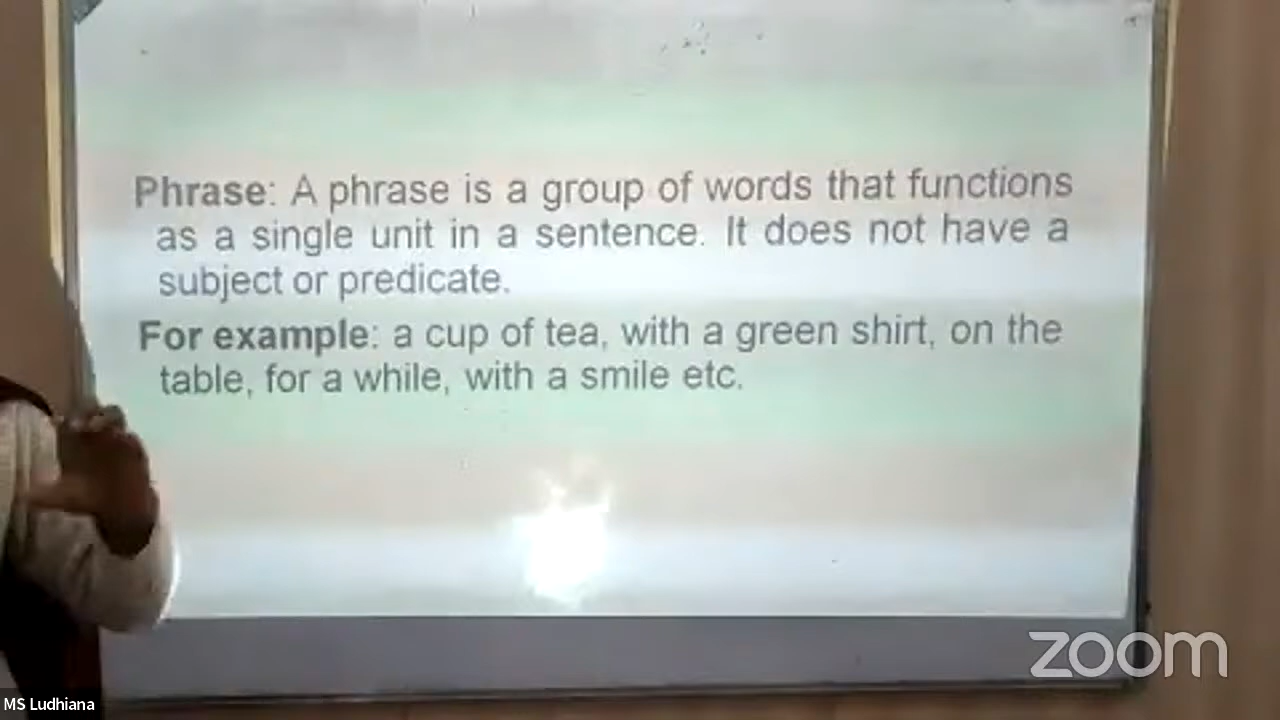 Phrase: A phrase is a group of words that functions
as a single unit in a sentence. It does not have a
subject or predicate.
For example: a cup of tea, with a green shirt, on the
table, for a while, with a smile etc.
zoom
MS Ludhiana